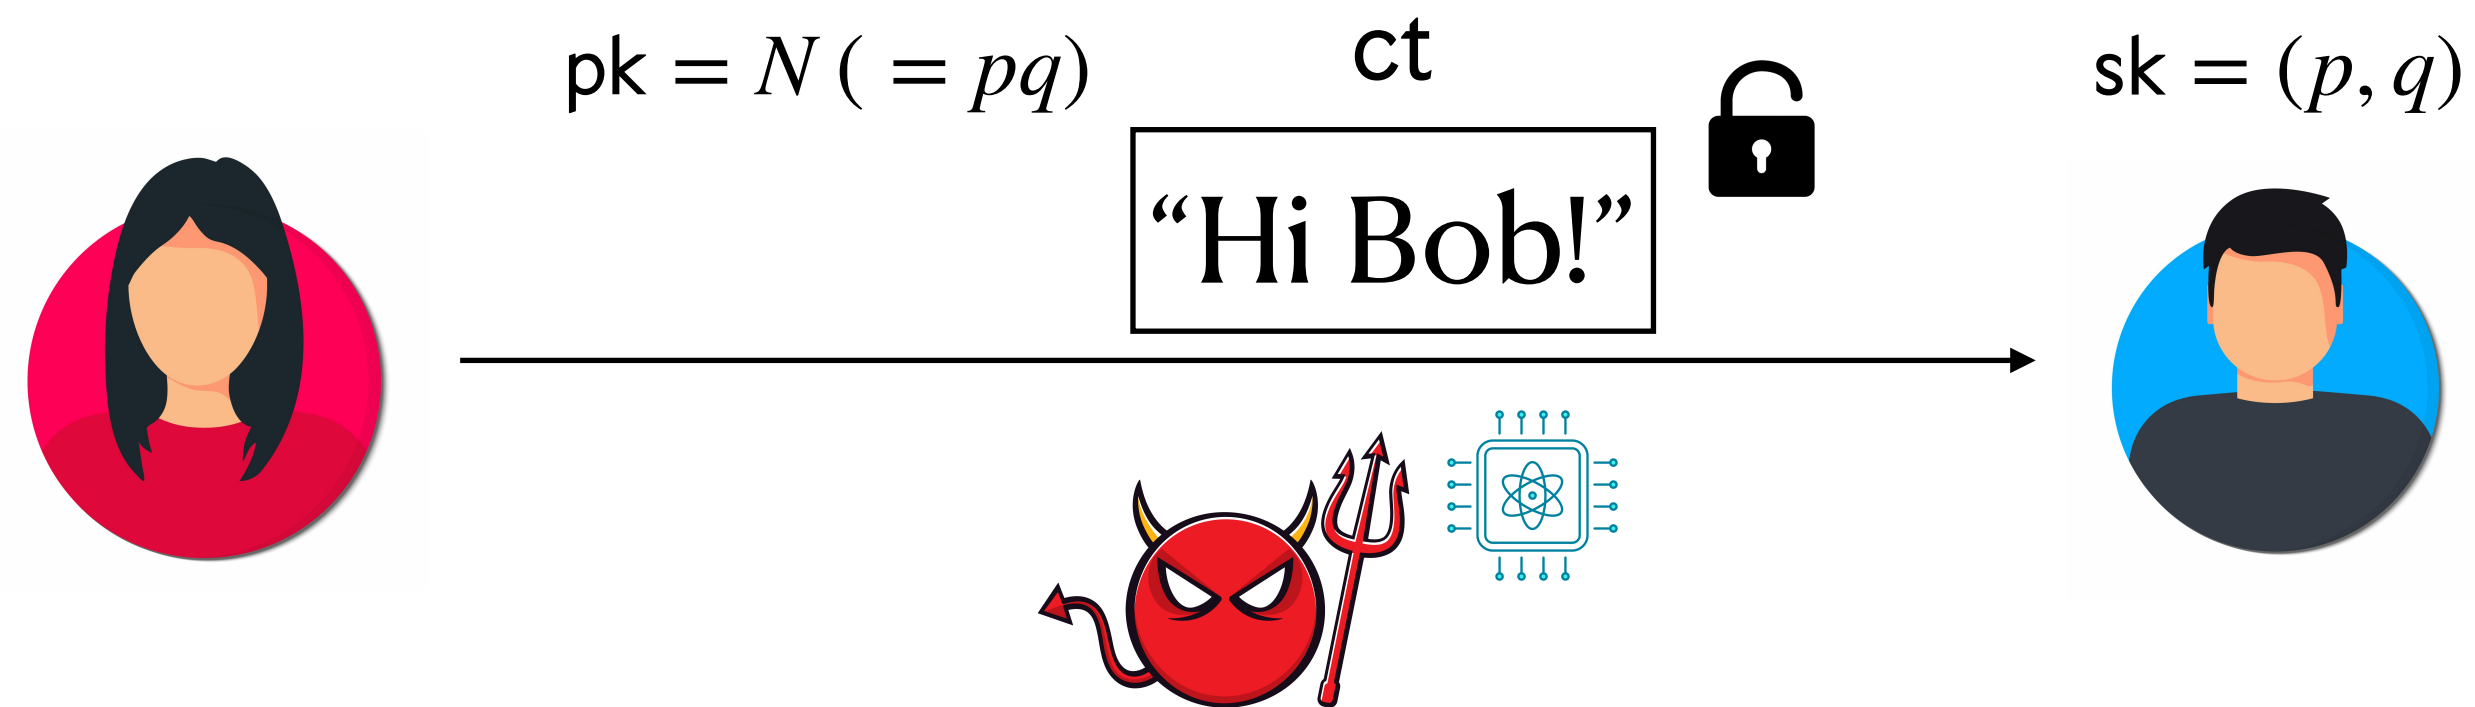 pk = N ( = pq)
ct
sk = (p, q)
“Hi Bob!”